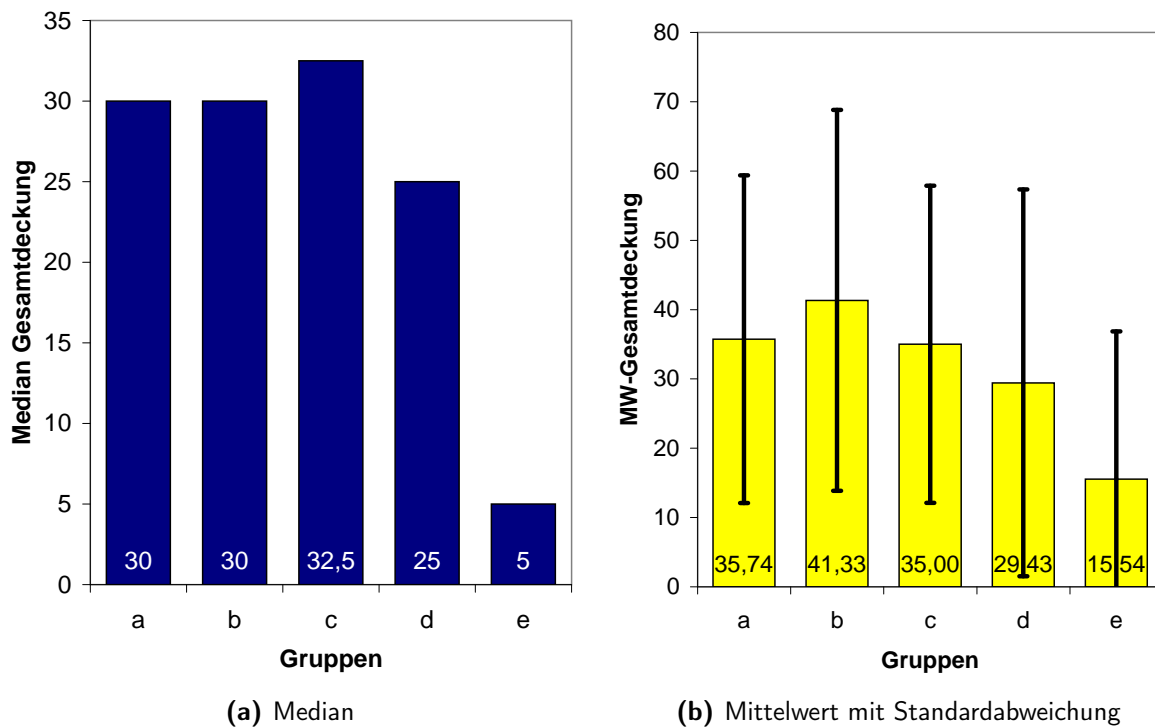 35
30
25
20
15
10
5
0
Median Gesamtdeckung
30 30 32,5 25 5
a b c d e
Gruppen
(a) Median
80
70
60
50
40
30
20
10
0
MW-Gesamtdeckung
35,74 41,33 35,00 29,43 15,54
a b c d e
Gruppen
(b) Mittelwert mit Standardabweichung